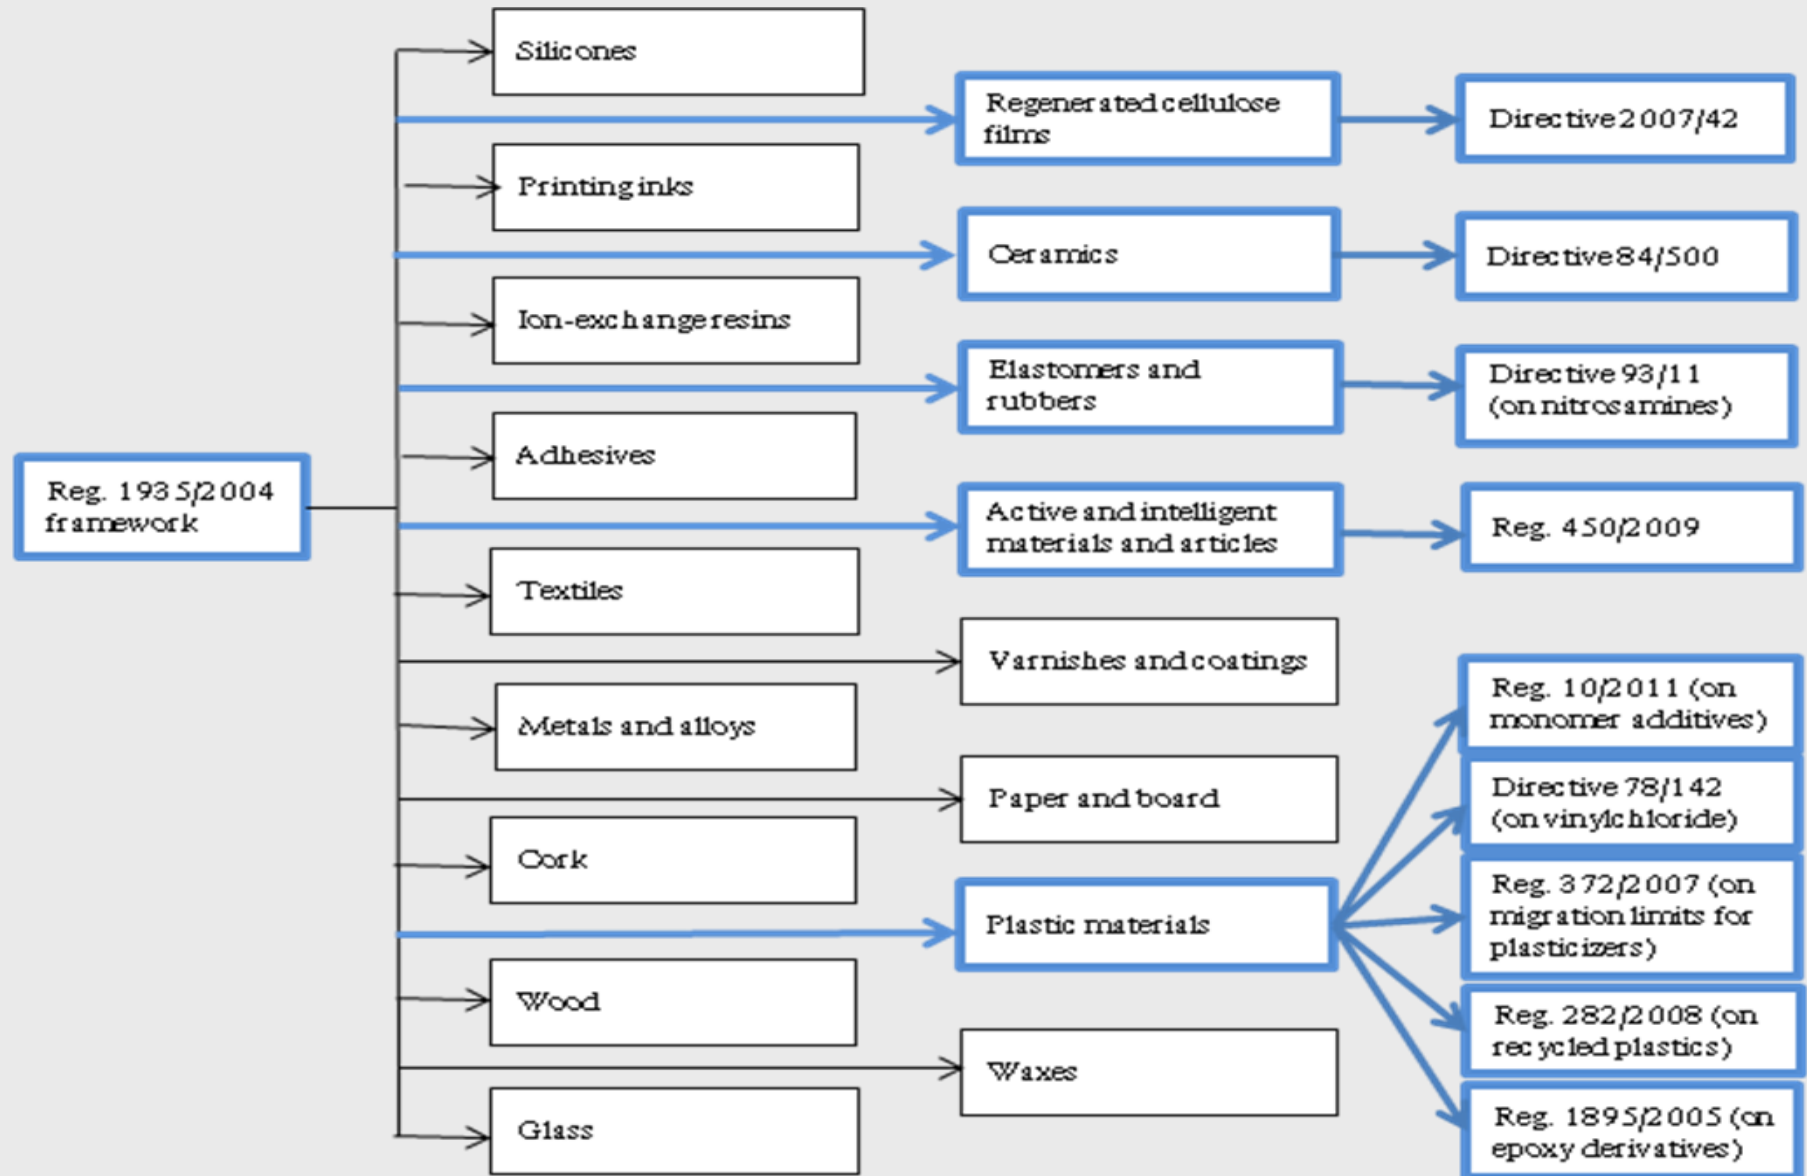 Silicones
Regenerated cellulose
films
Directive 2007/42
Printing inks
Ceramics
Directive 84/500
Ion-exchange resins
Elastomers and
rubbers
Directive 93/11
(on nitrosamines)
Adhesives
Reg. 1935/2004
framework
Active and intelligent
materials and articles
Reg. 450/2009
Textiles
Varnishes and coatings
Metals and alloys
Reg. 10/2011 (on
monomer additives)
Paper and board
Directive 78/142
(on vinylchloride)
Cork
Plastic materials
Reg. 372/2007 (on
migration limits for
plasticizers)
Wood
Reg. 282/2008 (on
recycled plastics)
Waxes
Glass
Reg. 1895/2005 (on
epoxy derivatives)